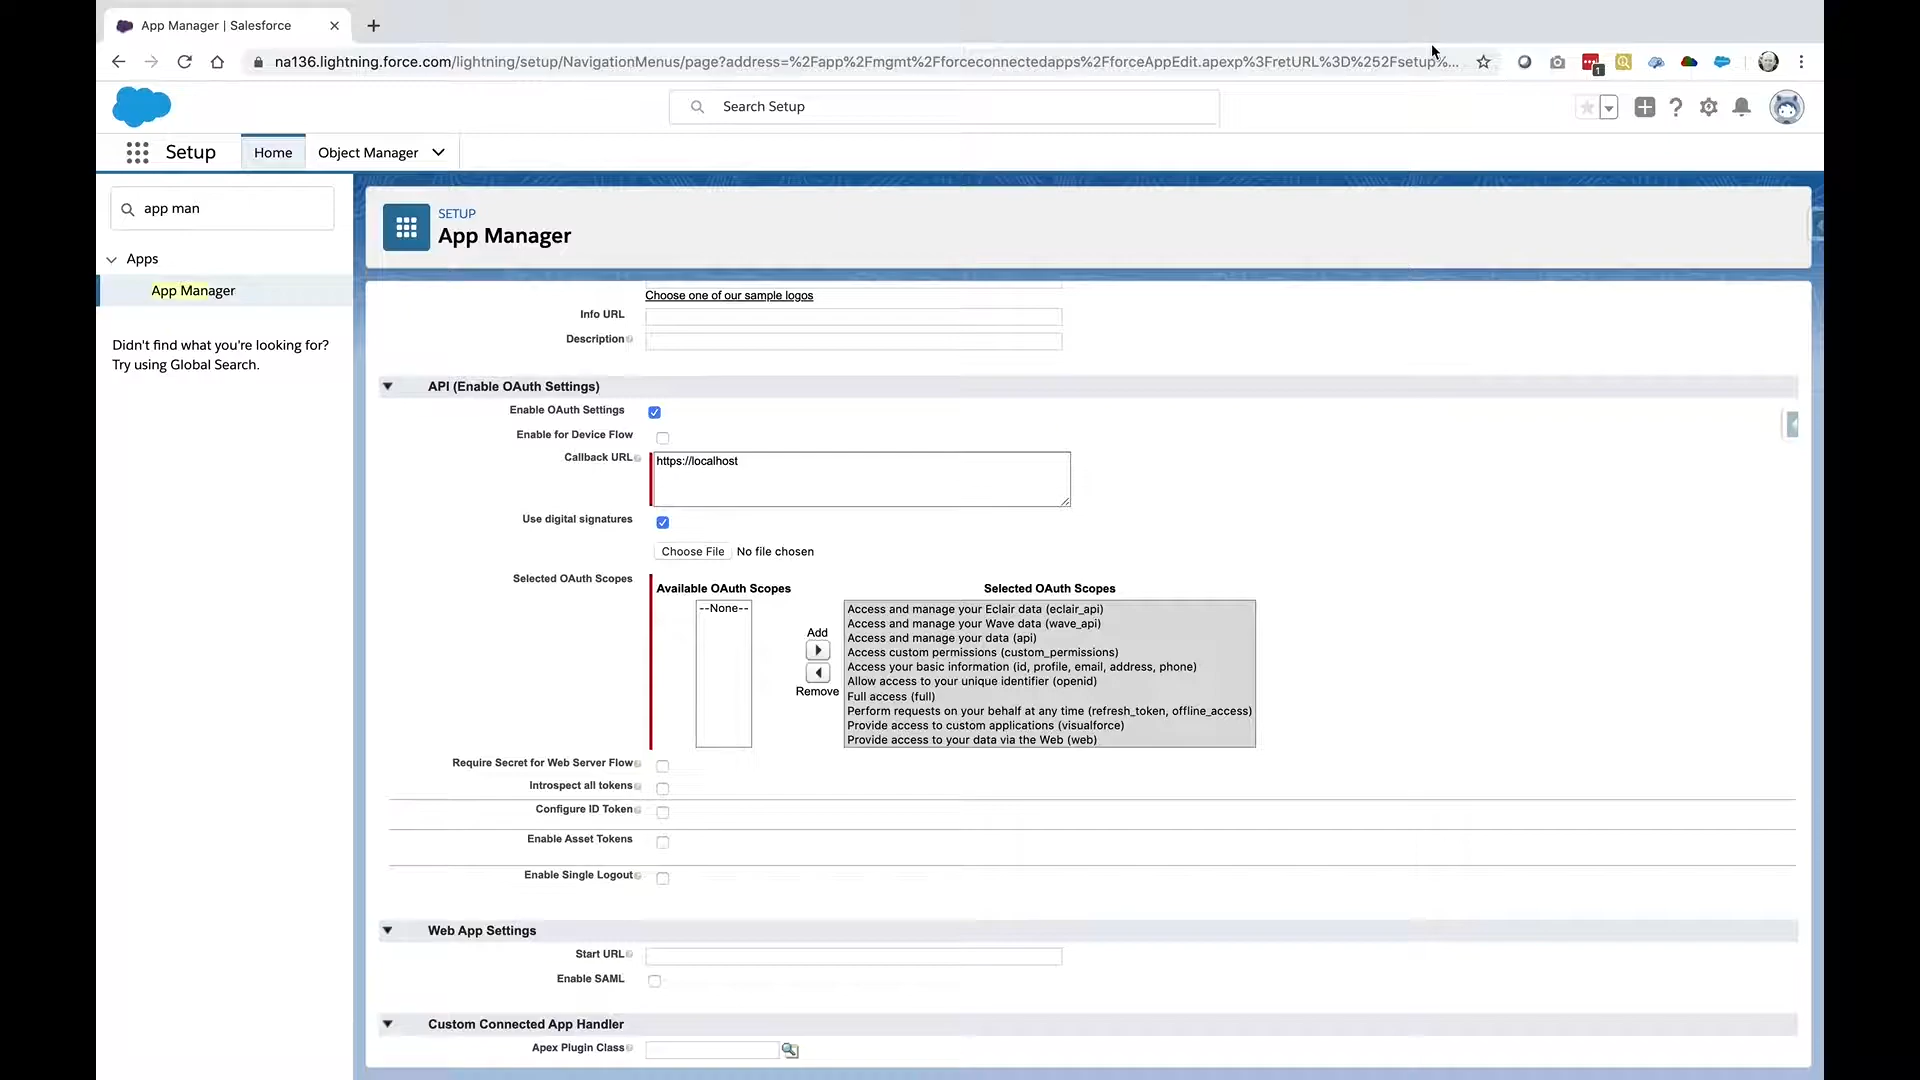 App Manager | Salesforce
na136.lightning.force.com/lightning/setup/NavigationMenus/page?address=%2Fapp%2Fmgmt%2Fforceconnectedapps%2FforceAppEdit.apexp%3FretURL%3D%252Fsetup%...
1
Search Setup
Setup
Home
Object Manager
app man
Apps
App Manager
Didn't find what you're looking for?
Try using Global Search.
SETUP
App Manager
Choose one of our sample logos
Info URL
Description
API (Enable OAuth Settings)
Enable OAuth Settings
Enable for Device Flow
Callback URL
https://localhost
Use digital signatures
Choose File No file chosen
Selected OAuth Scopes
Available OAuth Scopes
--None--
Add
Remove
Selected OAuth Scopes
Access and manage your Eclair data (eclair_api)
Access and manage your Wave data (wave_api)
Access and manage your data (api)
Access custom permissions (custom_permissions)
Access your basic information (id, profile, email, address, phone)
Allow access to your unique identifier (openid)
Full access (full)
Perform requests on your behalf at any time (refresh_token, offline_access)
Provide access to custom applications (visualforce)
Provide access to your data via the Web (web)
Require Secret for Web Server Flow
Introspect all tokens
Configure ID Token
Enable Asset Tokens
Enable Single Logout
Web App Settings
Start URL
Enable SAML
Custom Connected App Handler
Apex Plugin Class